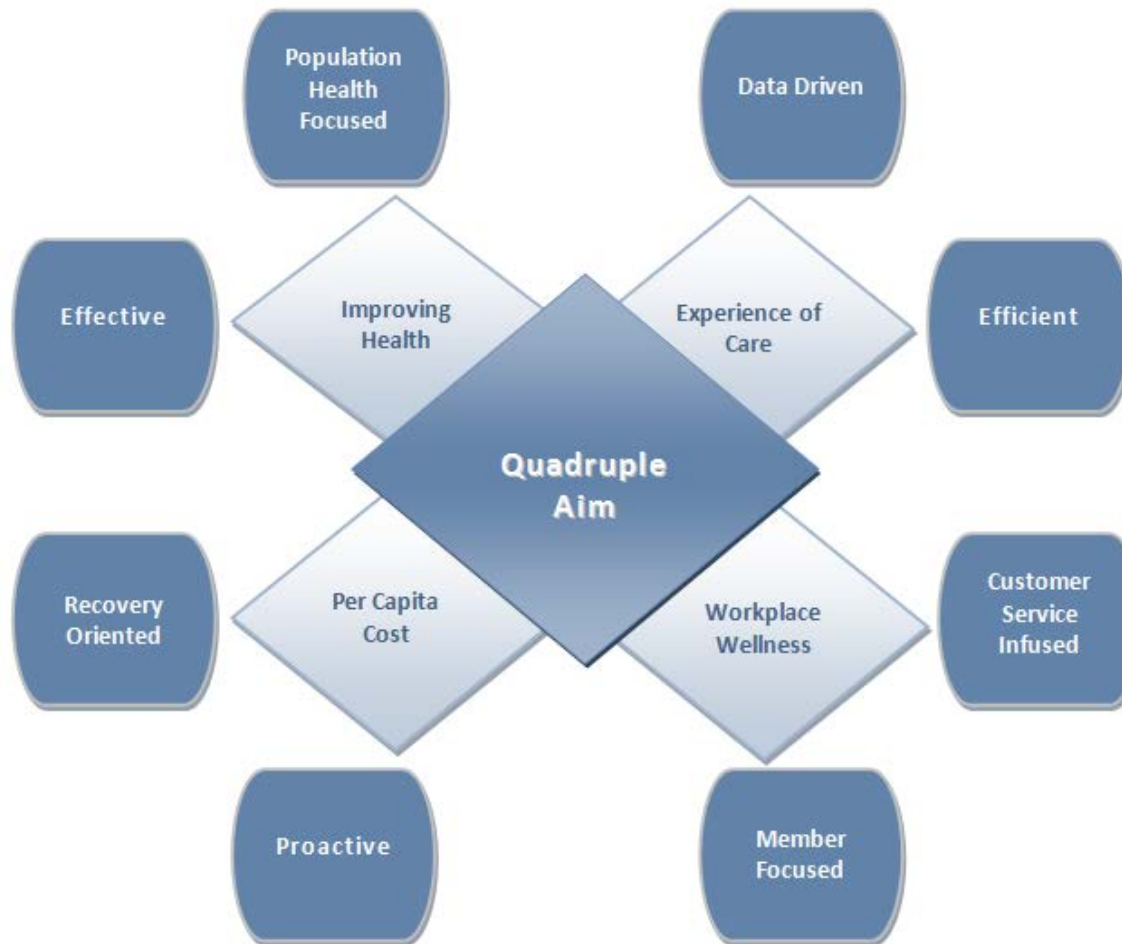 Population
Health
Focused
Data Driven
Effective
Improving
Health
Experience of
Care
Efficient
Quadruple
Aim
Recovery
Oriented
Per Capita
Cost
Workplace
Wellness
Customer
Service
Infused
Proactive
Member
Focused